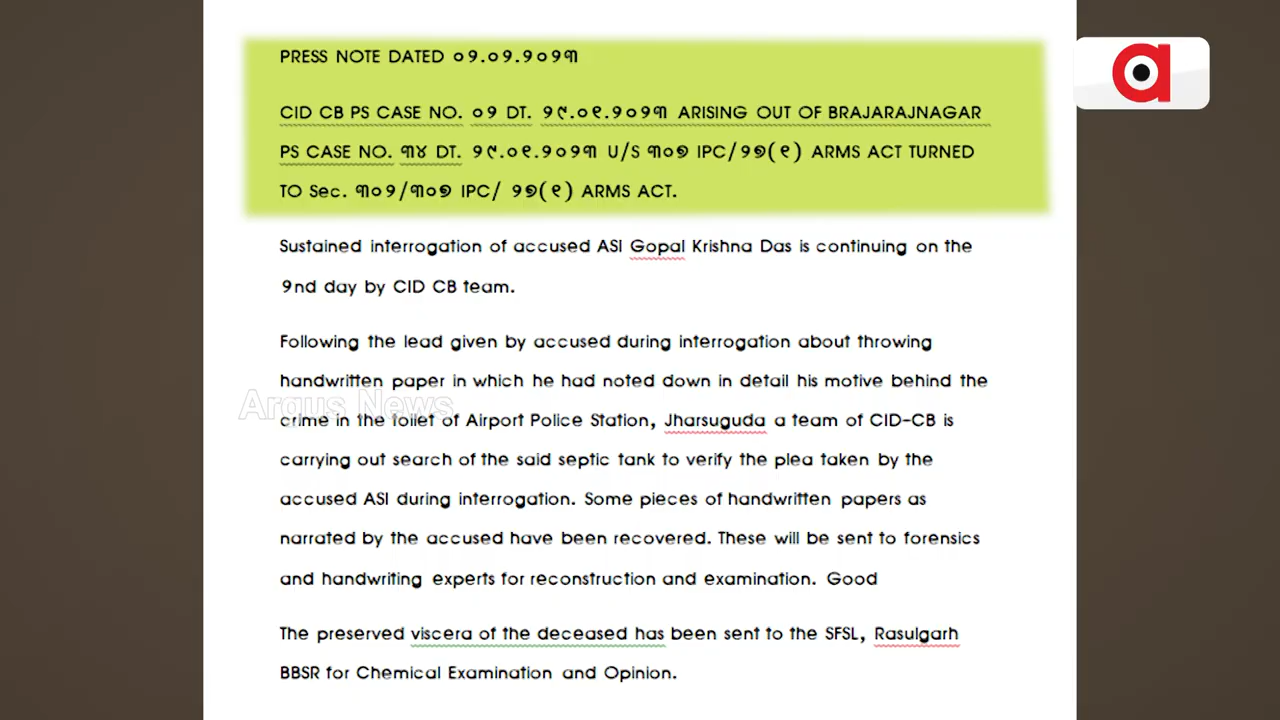 PRESS NOTE DATED ୦୨.୦୨.୨୦୨୩
CID CB PS CASE NO. ୦୨ DT. ୨୯.୦୧.୨୦୨୩ ARISING OUT OF BRAJARAJNAGAR
PS CASE NO. ୩୪ DT. ୨୯.୦୧.୨୦୨୩ U/S ୩୦୭ IPC/୨୭(୧) ARMS ACT TURNED
TO Sec. ୩୦୨/୩୦୭ IPC/ ୨୭(୧) ARMS ACT.
Sustained interrogation of accused ASI Gopal Krishna Das is continuing on the
୨nd day by CID CB team.
Following the lead given by accused during interrogation about throwing
handwritten paper in which he had noted down in detail his motive behind the
Argus News
crime in the toilet of Airport Police Station, Jharsuguda a team of CID-CB is
carrying out search of the said septic tank to verify the plea taken by the
accused ASI during interrogation. Some pieces of handwritten papers as
narrated by the accused have been recovered. These will be sent to forensics
and handwriting experts for reconstruction and examination. Good
The preserved viscera of the deceased has been sent to the SFSL, Rasulgarh
BBSR for Chemical Examination and Opinion.